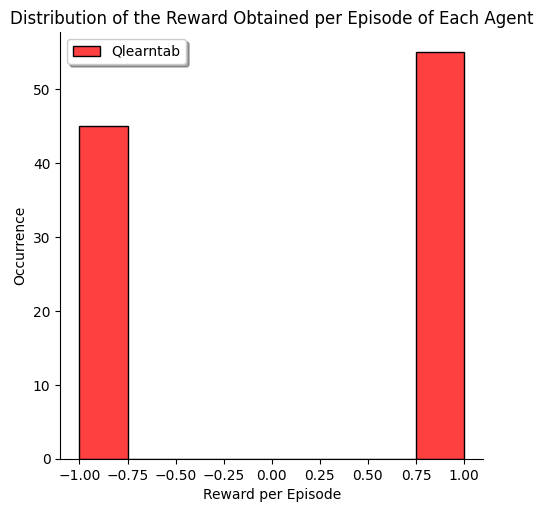 Distribution of the Reward Obtained per Episode of Each Agent
Qlearntab
50
40
30
20
10
0
Occurrence
−1.00 −0.75 −0.50 −0.25 0.00 0.25 0.50 0.75 1.00
Reward per Episode